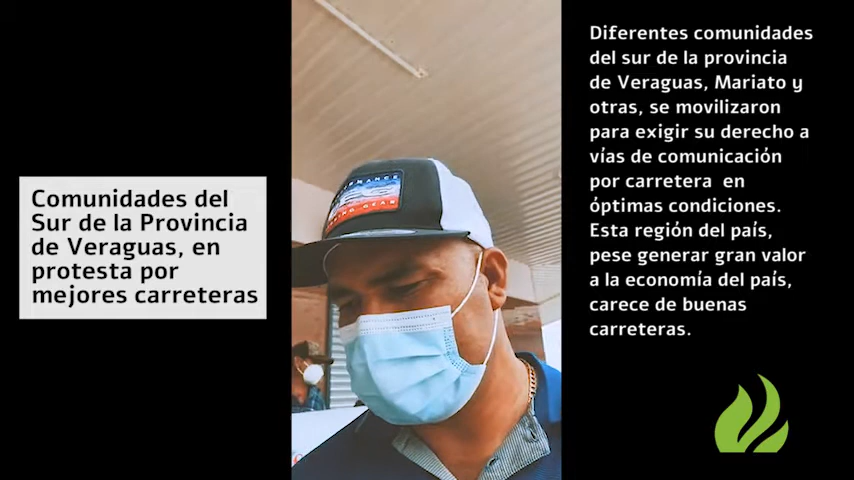 Comunidades del
Sur de la Provincia
de Veraguas, en
protesta por
mejores carreteras
Diferentes comunidades
del sur de la provincia
de Veraguas, Mariato y
otras, se movilizaron
para exigir su derecho a
vías de comunicación
por carretera en
óptimas condiciones.
Esta región del país,
pese generar gran valor
a la economía del país,
carece de buenas
carreteras.